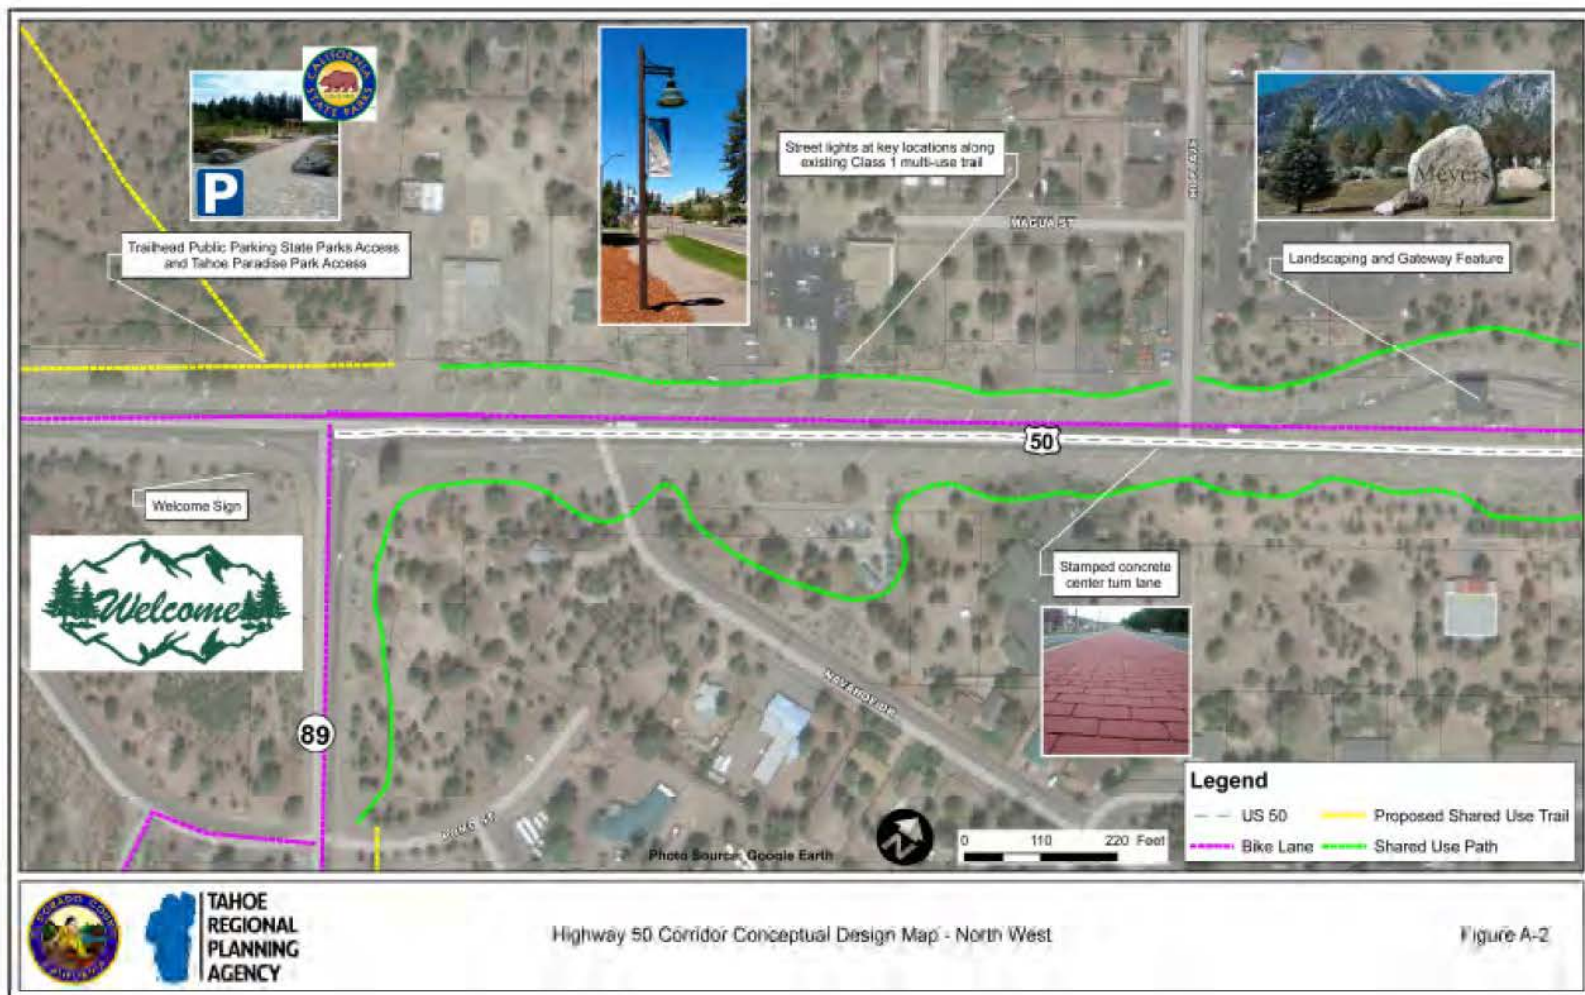 CALIFORNIA
STATE PARKS
P
Trailhead Public Parking State Parks Access
and Tahoe Paradise Park Access
Street lights at key locations along
existing Class 1 multi-use trail
MAGUA ST
Meyers
Landscaping and Gateway Feature
50
Welcome Sign
Welcome
Stamped concrete
center turn lane
NAVAHOE DR
89
Legend
US 50
Proposed Shared Use Trail
Bike Lane
Shared Use Path
Photo Source: Google Earth
N
0 110 220 Feet
TAHOE
REGIONAL
PLANNING
AGENCY
Highway 50 Corridor Conceptual Design Map - North West
Figure A-2